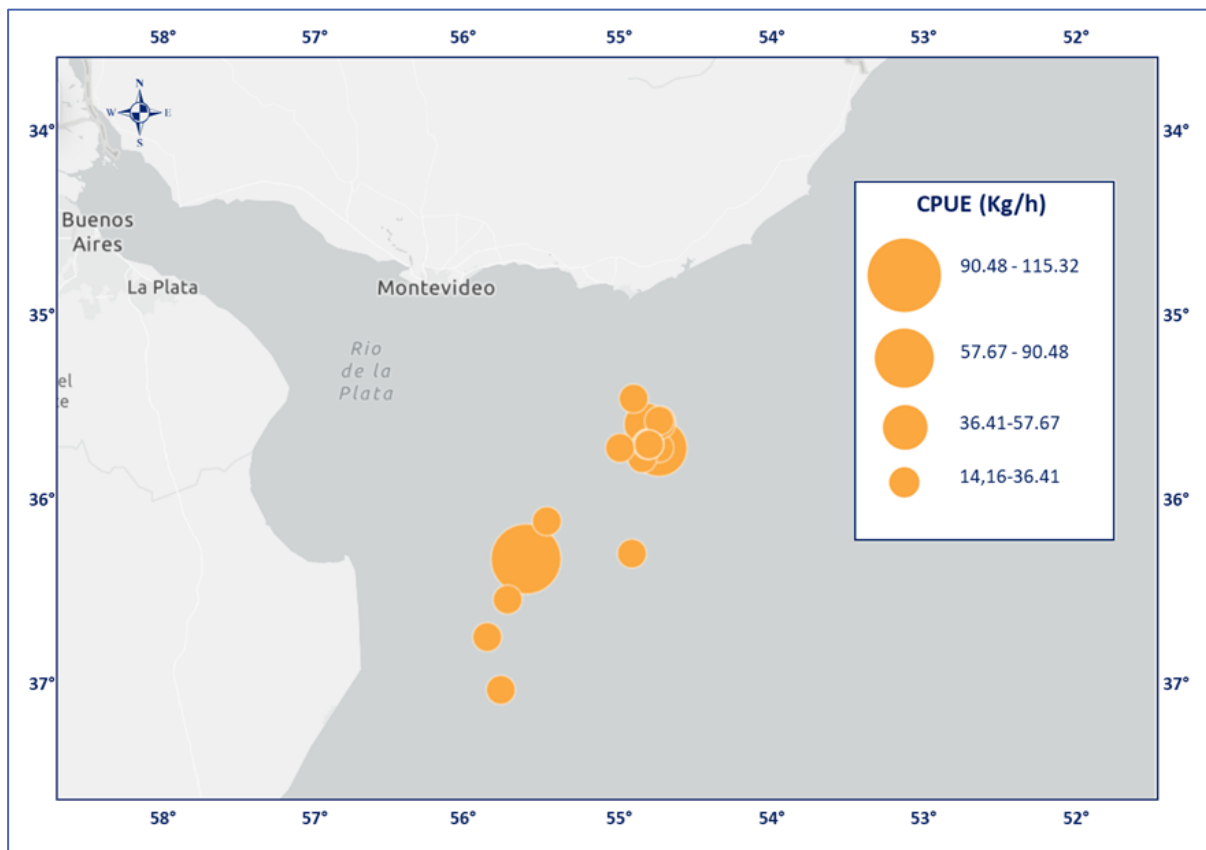 58° 57° 56° 55° 54° 53° 52°
N
W E
S
34° 34°
Buenos
Aires
La Plata
Montevideo
35° 35°
Rio
de la
Plata
el
te
36° 36°
37° 37°
CPUE (Kg/h)
90.48 - 115.32
57.67 - 90.48
36.41-57.67
14,16-36.41
58° 57° 56° 55° 54° 53° 52°